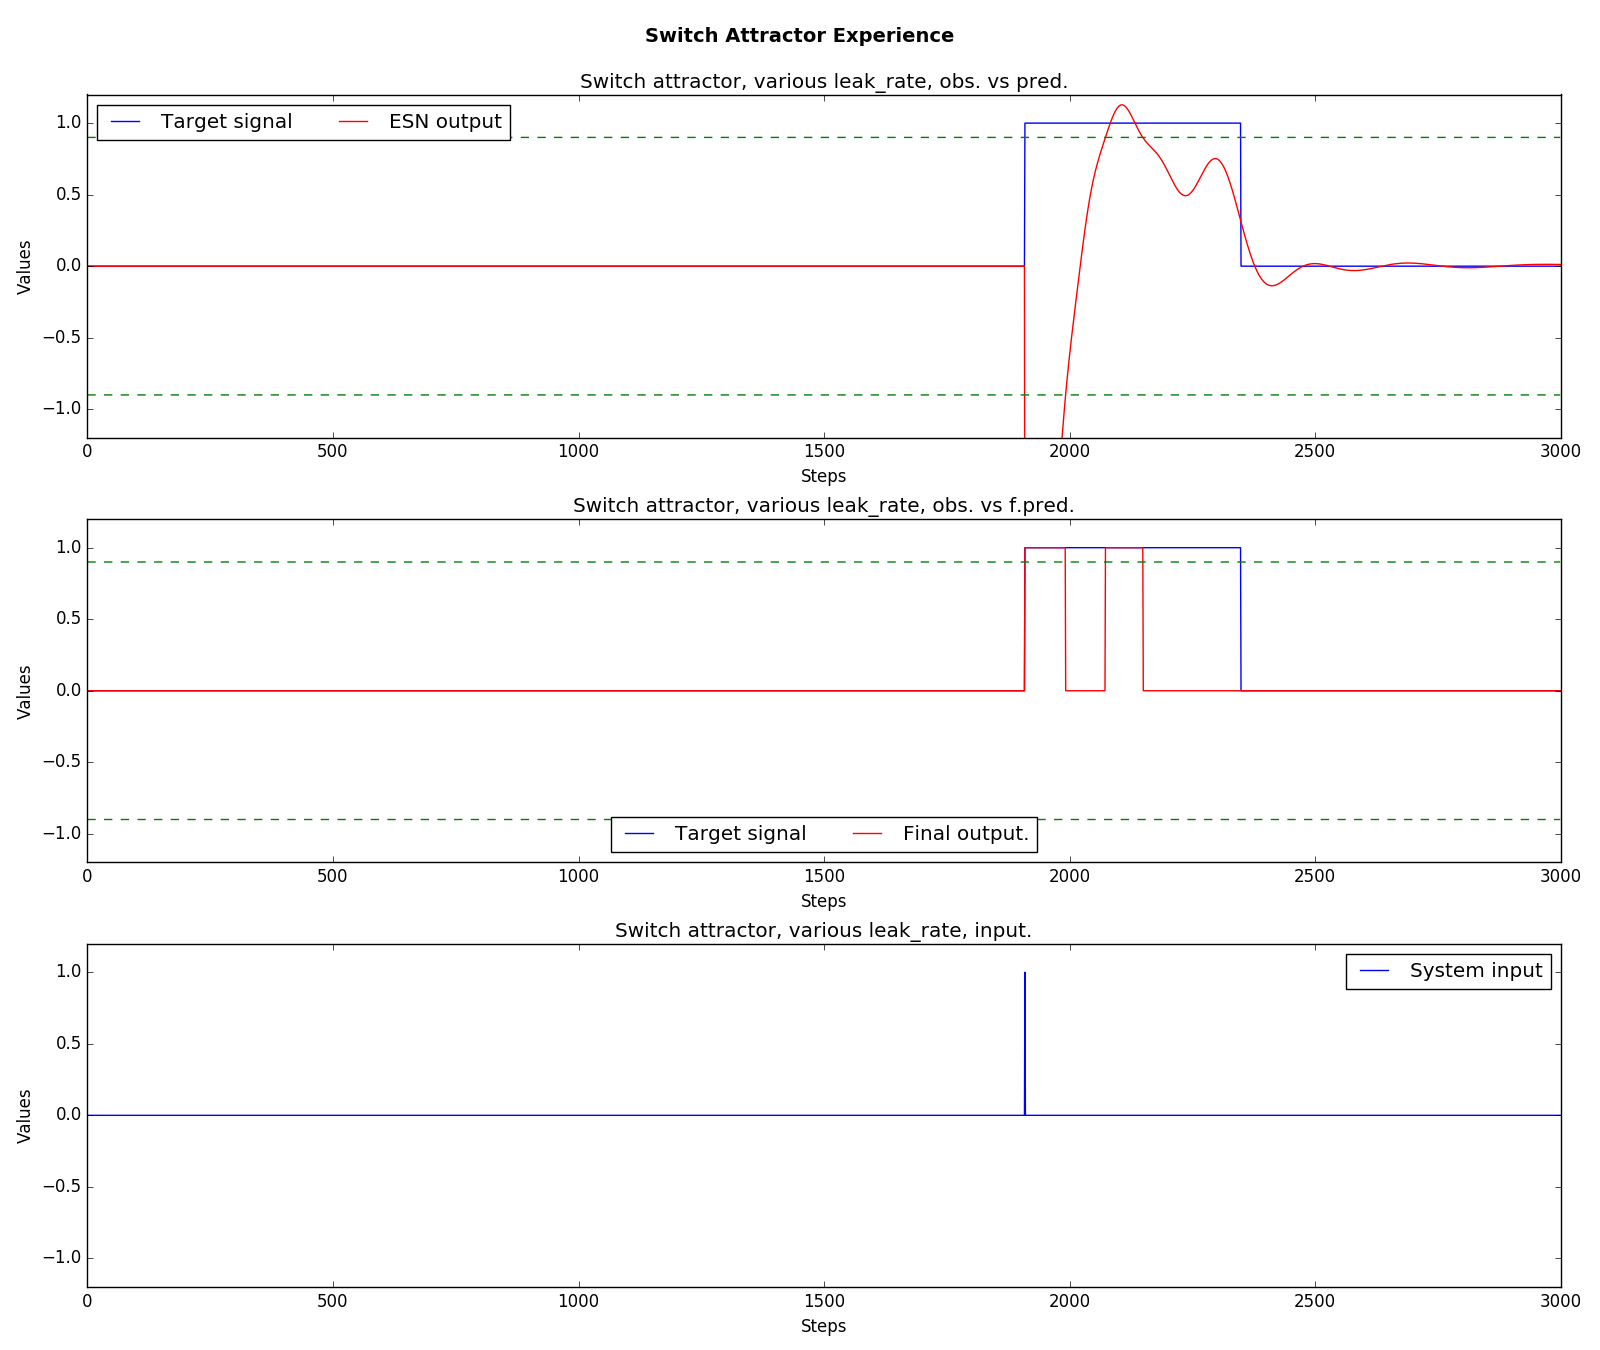 Switch Attractor Experience
Switch attractor, various leak_rate, obs. vs pred.
Target signal ESN output
Values
1.0
0.5
0.0
−0.5
−1.0
0 500 1000 1500 2000 2500 3000
Steps
Switch attractor, various leak_rate, obs. vs f.pred.
Values
1.0
0.5
0.0
−0.5
−1.0
Target signal Final output.
0 500 1000 1500 2000 2500 3000
Steps
Switch attractor, various leak_rate, input.
System input
Values
1.0
0.5
0.0
−0.5
−1.0
0 500 1000 1500 2000 2500 3000
Steps